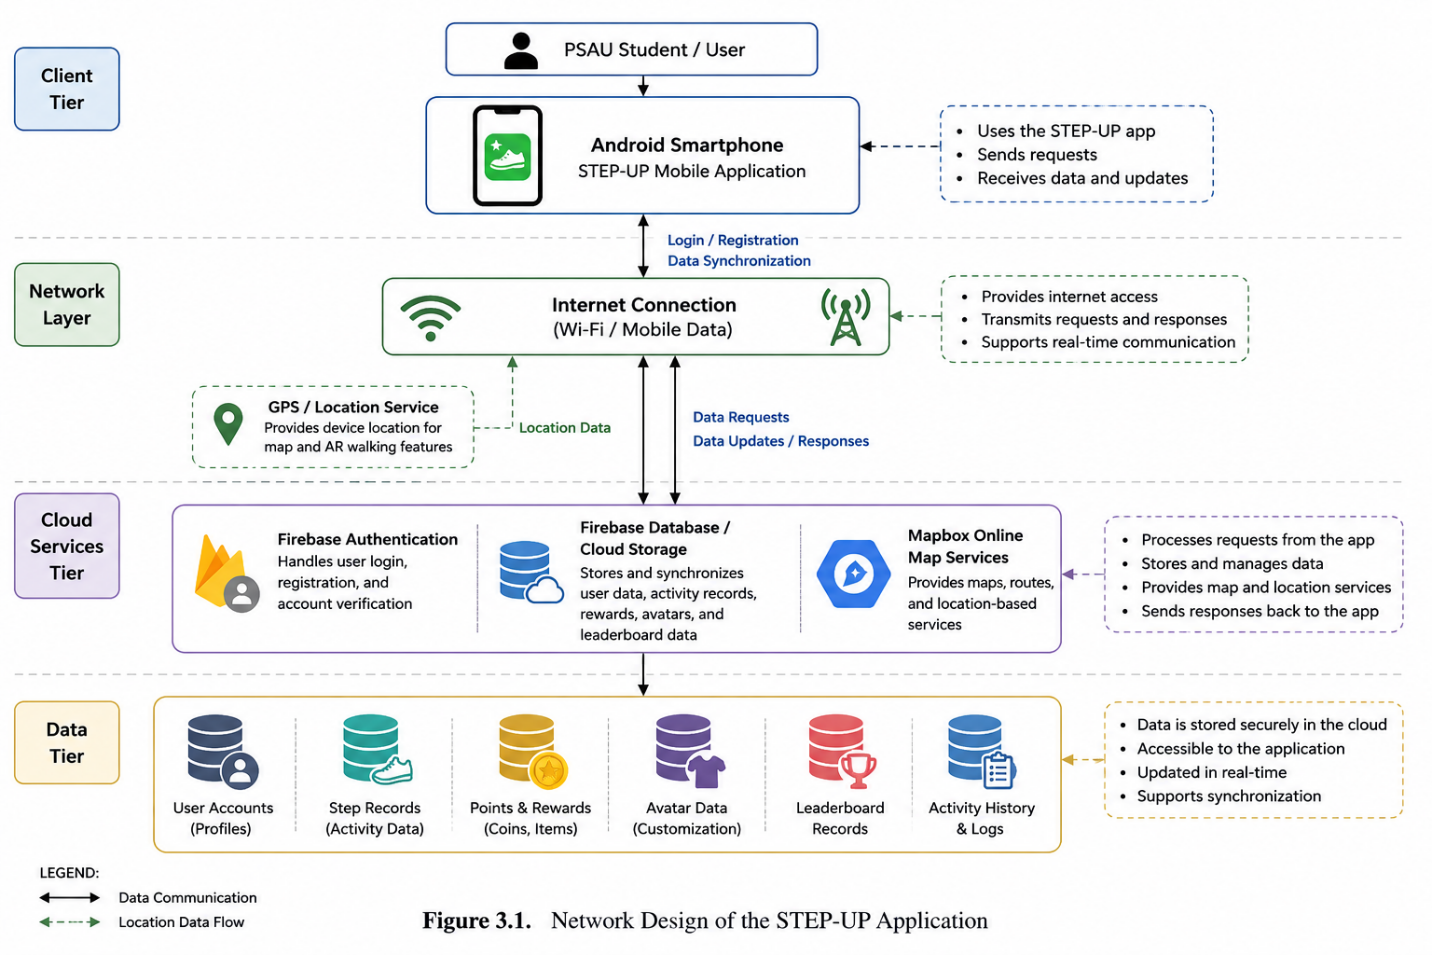 PSAU Student / User
Client
Tier
Android Smartphone
STEP-UP Mobile Application
• Uses the STEP-UP app
• Sends requests
• Receives data and updates
Login / Registration
Data Synchronization
Network
Layer
Internet Connection
(Wi-Fi / Mobile Data)
• Provides internet access
• Transmits requests and responses
• Supports real-time communication
GPS / Location Service
Provides device location for
map and AR walking features
Location Data
Data Requests
Data Updates / Responses
Cloud
Services
Tier
Firebase Authentication
Handles user login,
registration, and
account verification
Firebase Database /
Cloud Storage
Stores and synchronizes
user data, activity records,
rewards, avatars, and
leaderboard data
Mapbox Online
Map Services
Provides maps, routes,
and location-based
services
• Processes requests from the app
• Stores and manages data
• Provides map and location services
• Sends responses back to the app
Data
Tier
User Accounts
(Profiles)
Step Records
(Activity Data)
Points & Rewards
(Coins, Items)
Avatar Data
(Customization)
Leaderboard
Records
Activity History
& Logs
• Data is stored securely in the cloud
• Accessible to the application
• Updated in real-time
• Supports synchronization
LEGEND:
Data Communication
Location Data Flow
Figure 3.1. Network Design of the STEP-UP Application